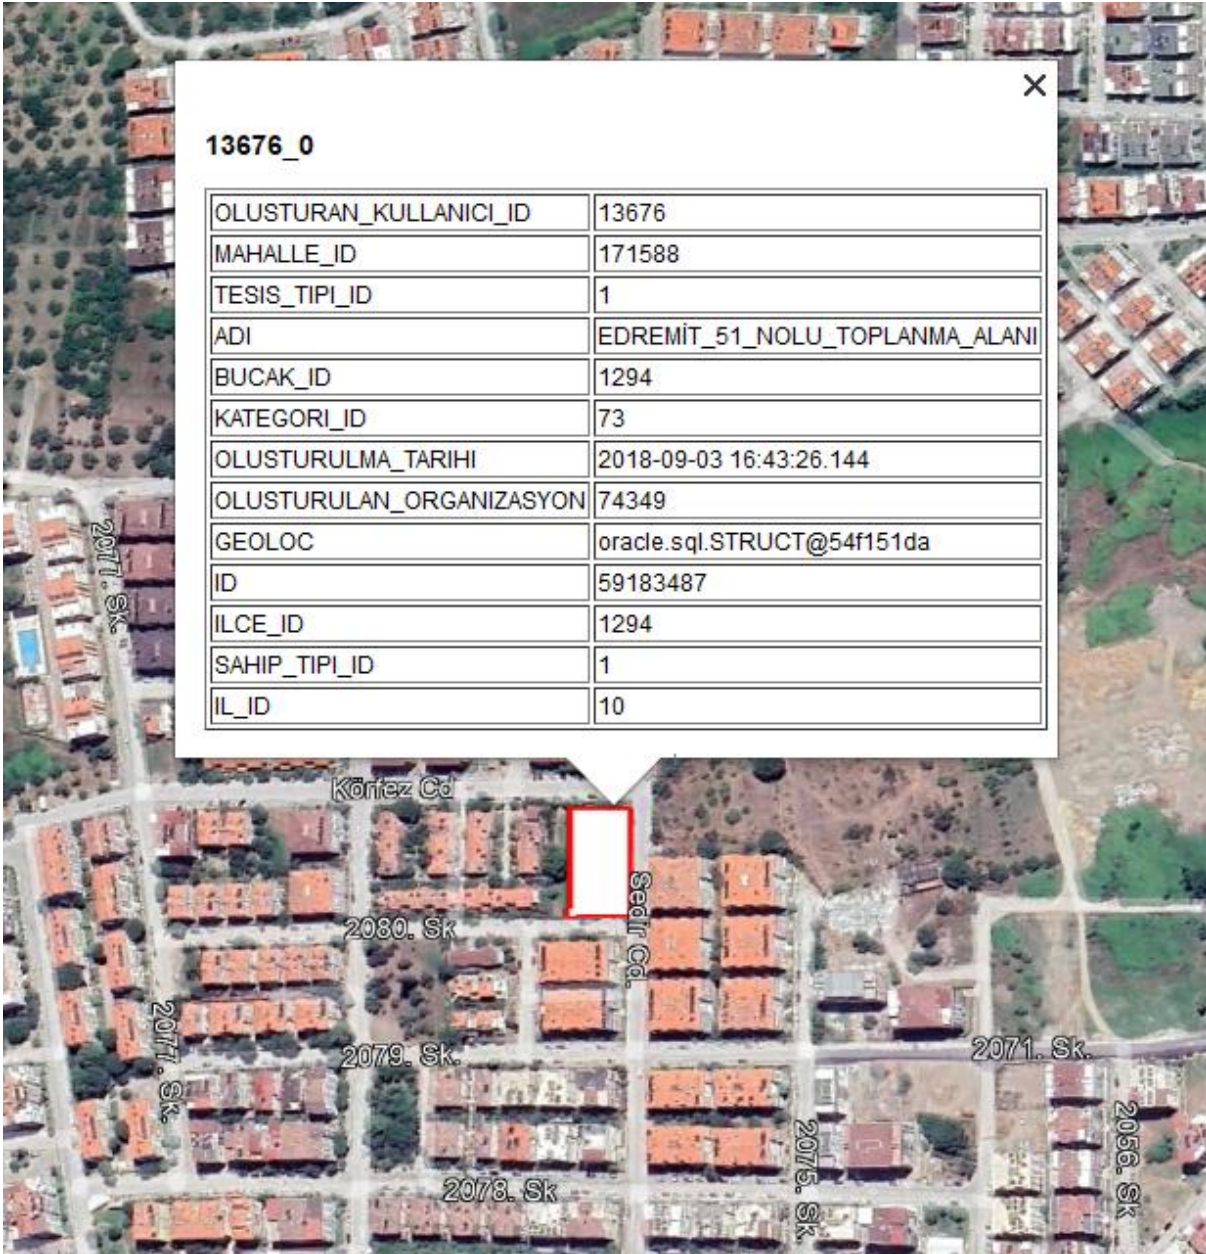 13676_0
OLUSTURAN_KULLANICI_ID 13676
MAHALLE_ID 171588
TESIS_TIPI_ID 1
ADI EDREMİT_51_NOLU_TOPLANMA_ALANI
BUCAK_ID 1294
KATEGORI_ID 73
OLUSTURULMA_TARIHI 2018-09-03 16:43:26.144
OLUSTURULAN_ORGANIZASYON 74349
GEOLOC oracle.sql.STRUCT@54f151da
ID 59183487
ILCE_ID 1294
SAHIP_TIPI_ID 1
IL_ID 10
2077. Sk.
Körfez Cd
Sedir Cd.
2080. Sk
2077. Sk.
2079. Sk.
2071. Sk.
2075. Sk.
2056. Sk
2078. Sk